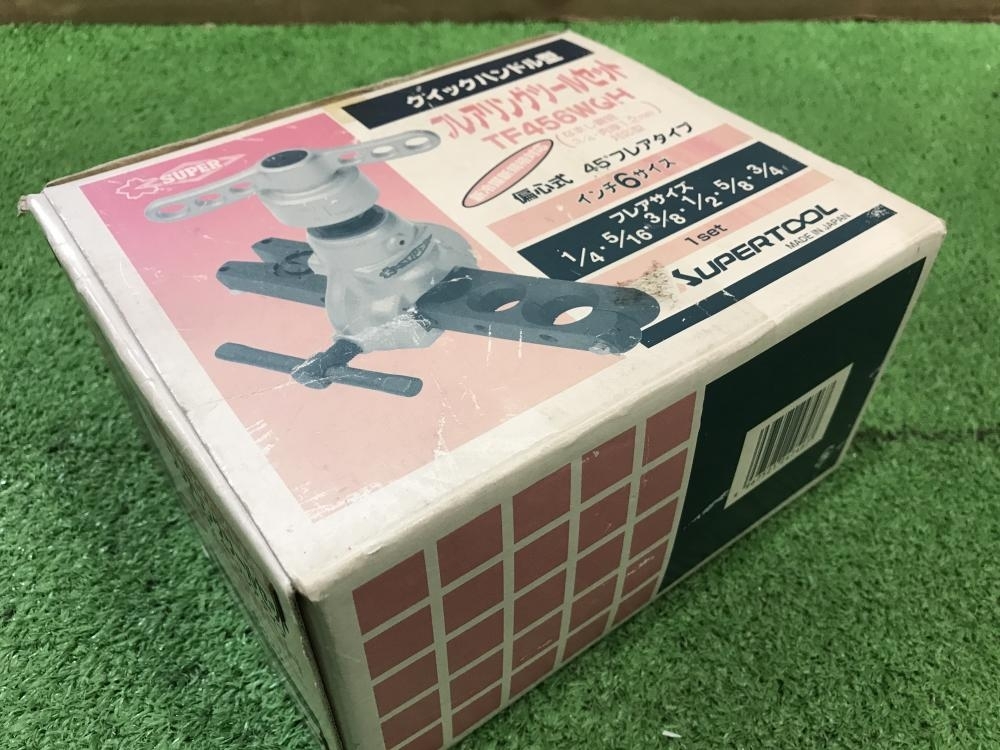 クイックハンドル型
フレアリングツールセット
TF456WGH
偏心式 45°フレアタイプ
インチ6サイズ
フレアサイズ
1/4・5/16・3/8・1/2・5/8・3/4
1set
SUPERTOOL
MADE IN JAPAN
SUPER